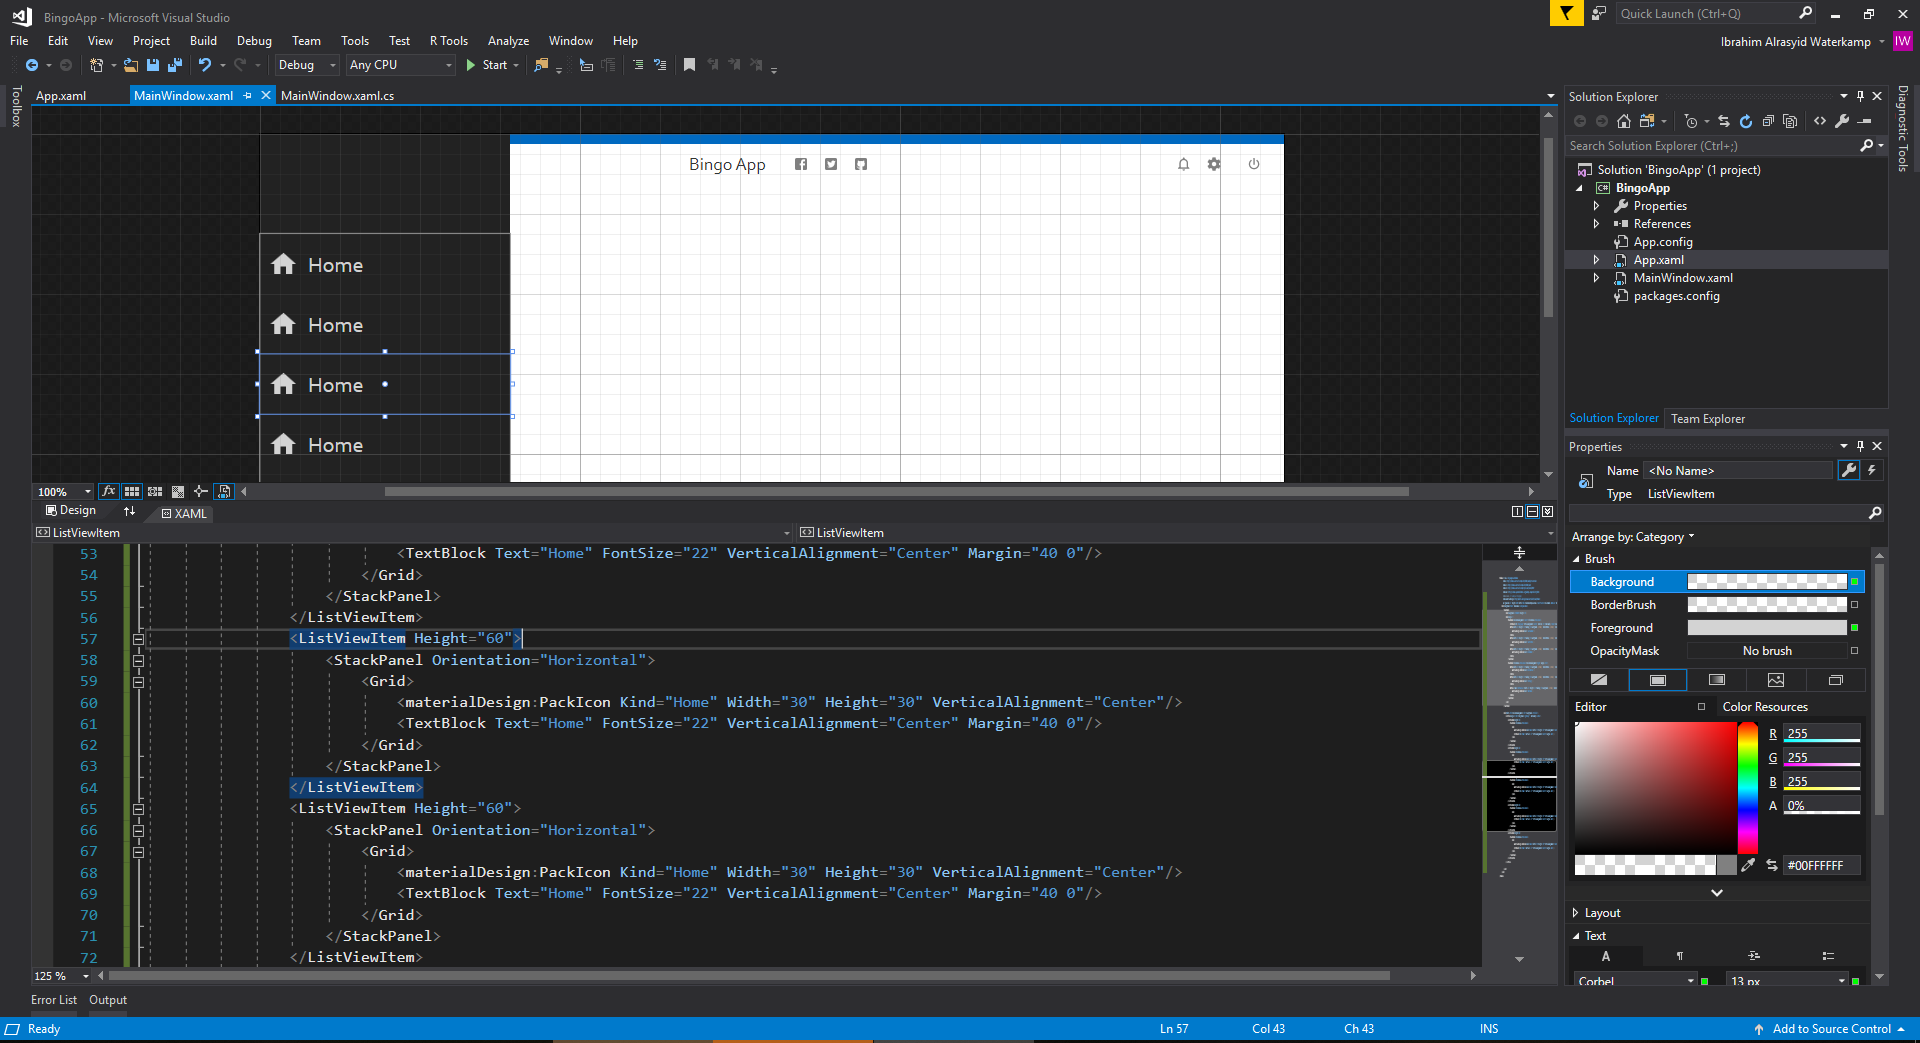 BingoApp - Microsoft Visual Studio
Quick Launch (Ctrl+Q)
File Edit View Project Build Debug Team Tools Test R Tools Analyze Window Help
Ibrahim Alrasyid Waterkamp IW
Debug Any CPU Start
Toolbox
App.xaml MainWindow.xaml MainWindow.xaml.cs
Bingo App
Home
Home
Home
Home
100% fx
Design XAML
ListViewItem ListViewItem
53 <TextBlock Text="Home" FontSize="22" VerticalAlignment="Center" Margin="40 0"/>
54 </Grid>
55 </StackPanel>
56 </ListViewItem>
57 <ListViewItem Height="60">
58 <StackPanel Orientation="Horizontal">
59 <Grid>
60 <materialDesign:PackIcon Kind="Home" Width="30" Height="30" VerticalAlignment="Center"/>
61 <TextBlock Text="Home" FontSize="22" VerticalAlignment="Center" Margin="40 0"/>
62 </Grid>
63 </StackPanel>
64 </ListViewItem>
65 <ListViewItem Height="60">
66 <StackPanel Orientation="Horizontal">
67 <Grid>
68 <materialDesign:PackIcon Kind="Home" Width="30" Height="30" VerticalAlignment="Center"/>
69 <TextBlock Text="Home" FontSize="22" VerticalAlignment="Center" Margin="40 0"/>
70 </Grid>
71 </StackPanel>
72 </ListViewItem>
125 %
Solution Explorer
Search Solution Explorer (Ctrl+;)
Solution 'BingoApp' (1 project)
C# BingoApp
Properties
References
App.config
App.xaml
MainWindow.xaml
packages.config
Solution Explorer Team Explorer
Properties
Name <No Name>
Type ListViewItem
Arrange by: Category
Brush
Background
BorderBrush
Foreground
OpacityMask No brush
Editor Color Resources
R 255
G 255
B 255
A 0%
#00FFFFFF
Layout
Text
A ¶
Corbel 13 px
Diagnostic Tools
Error List Output
Ready Ln 57 Col 43 Ch 43 INS Add to Source Control